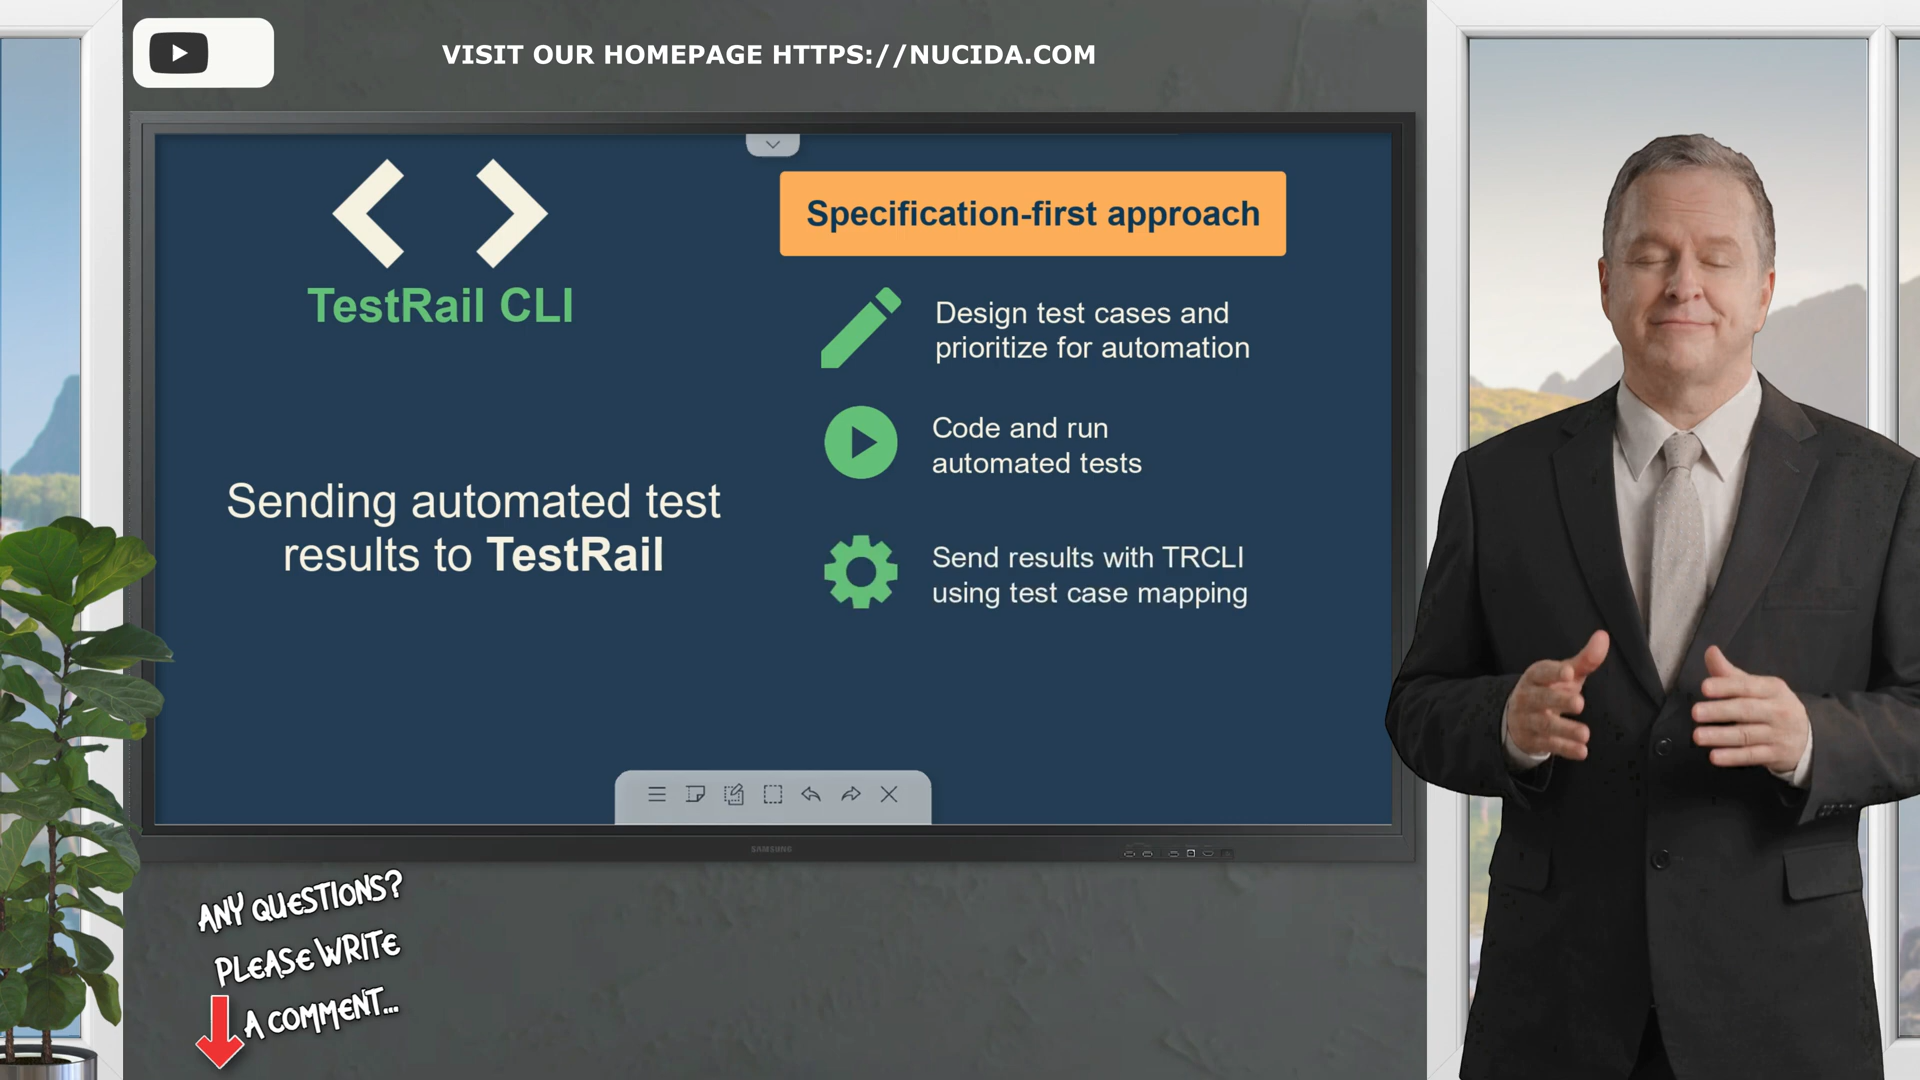 VISIT OUR HOMEPAGE HTTPS://NUCIDA.COM
TestRail CLI
Sending automated test
results to TestRail
Specification-first approach
Design test cases and
prioritize for automation
Code and run
automated tests
Send results with TRCLI
using test case mapping
SAMSUNG
ANY QUESTIONS?
PLEASE WRITE
A COMMENT...